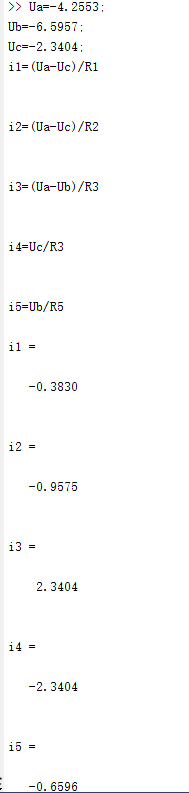 >> Ua=-4.2553;
Ub=-6.5957;
Uc=-2.3404;
i1=(Ua-Uc)/R1
i2=(Ua-Uc)/R2
i3=(Ua-Ub)/R3
i4=Uc/R3
i5=Ub/R5
i1 =
-0.3830
i2 =
-0.9575
i3 =
2.3404
i4 =
-2.3404
i5 =
-0.6596